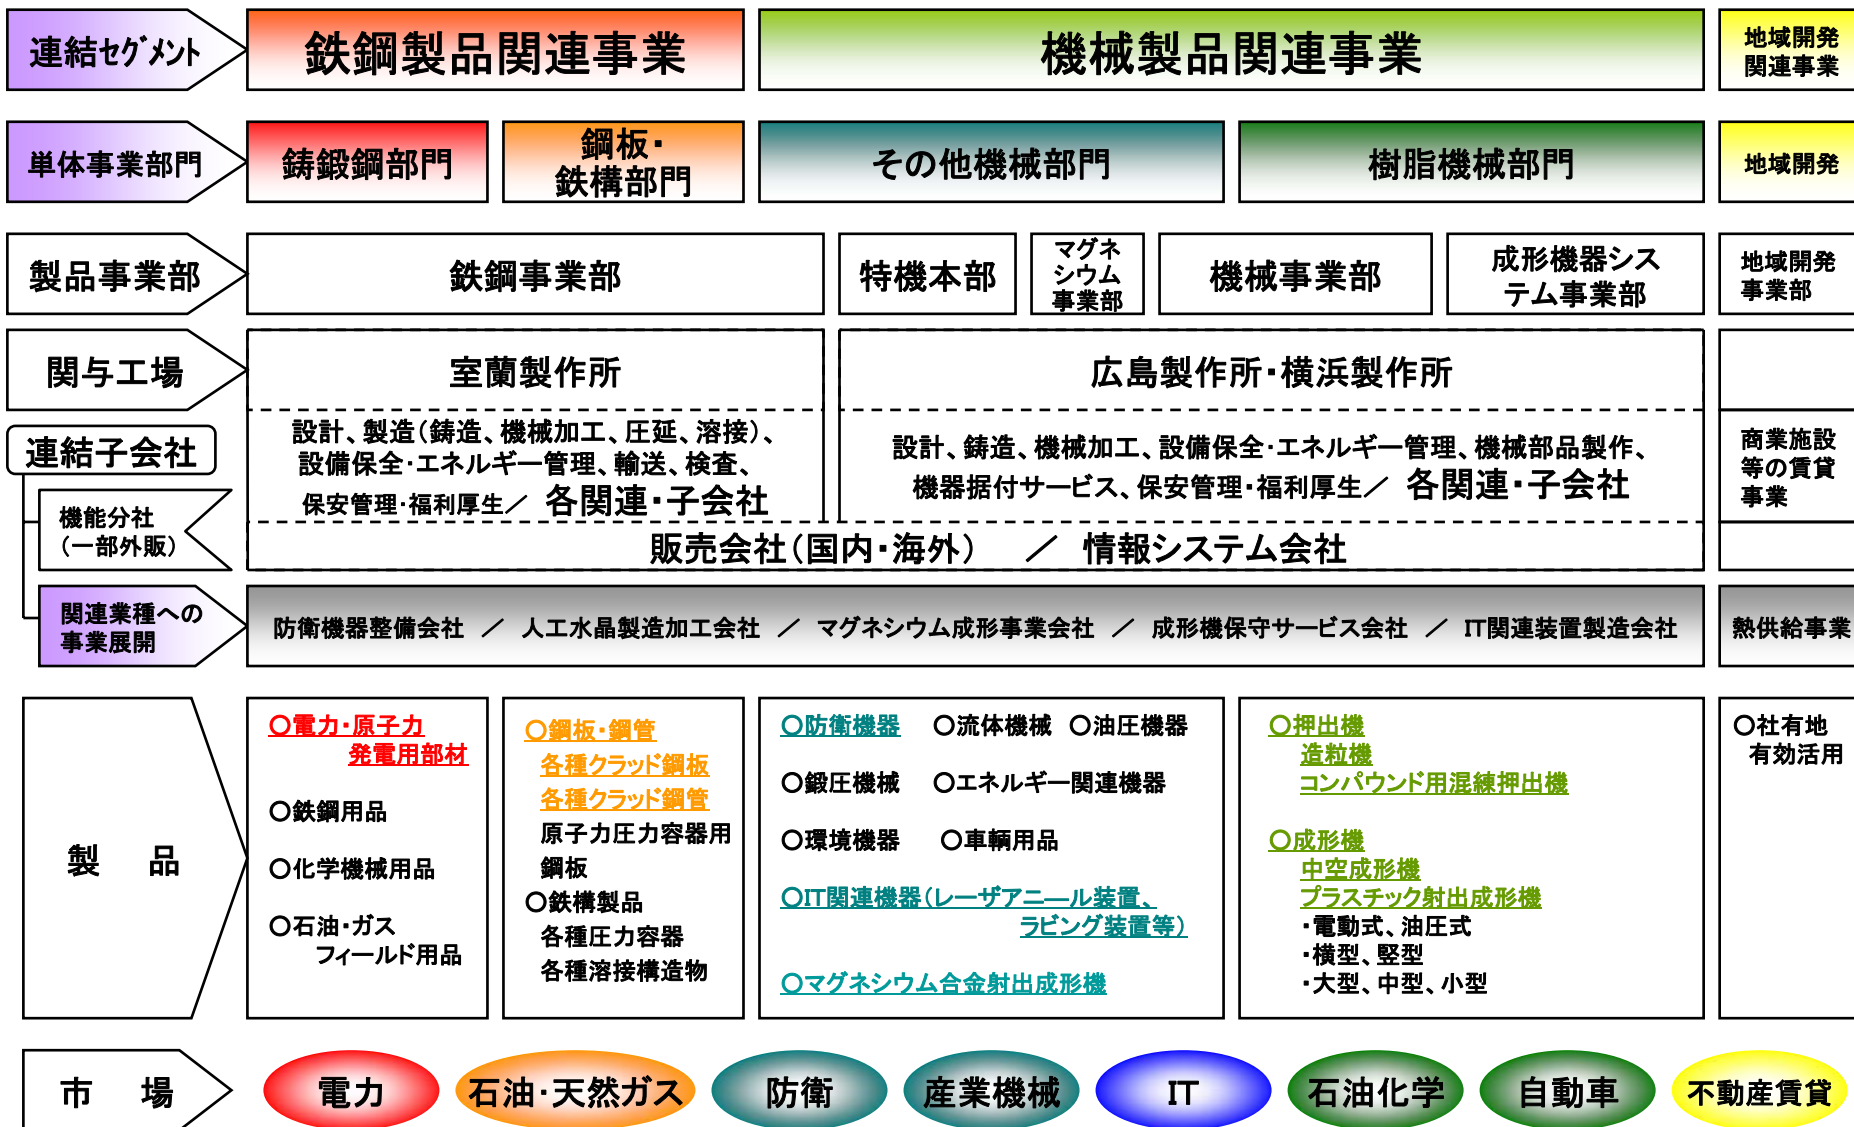 連結セグメント
鉄鋼製品関連事業
機械製品関連事業
地域開発
関連事業
単体事業部門
鋳鍛鋼部門
鋼板・
鉄構部門
その他機械部門
樹脂機械部門
地域開発
製品事業部
鉄鋼事業部
特機本部
マグネ
シウム
事業部
機械事業部
成形機器シス
テム事業部
地域開発
事業部
関与工場
室蘭製作所
広島製作所・横浜製作所
連結子会社
設計、製造(鋳造、機械加工、圧延、溶接)、
設備保全・エネルギー管理、輸送、検査、
保安管理・福利厚生/ 各関連・子会社
設計、鋳造、機械加工、設備保全・エネルギー管理、機械部品製作、
機器据付サービス、保安管理・福利厚生/ 各関連・子会社
商業施設
等の賃貸
事業
機能分社
(一部外販)
販売会社(国内・海外) / 情報システム会社
関連業種への
事業展開
防衛機器整備会社 / 人工水晶製造加工会社 / マグネシウム成形事業会社 / 成形機保守サービス会社 / IT関連装置製造会社
熱供給事業
製 品
○電力・原子力
発電用部材
○鉄鋼用品
○化学機械用品
○石油・ガス
フィールド用品
○鋼板・鋼管
各種クラッド鋼板
各種クラッド鋼管
原子力圧力容器用
鋼板
○鉄構製品
各種圧力容器
各種溶接構造物
○防衛機器 ○流体機械 ○油圧機器
○鍛圧機械 ○エネルギー関連機器
○環境機器 ○車輌用品
○IT関連機器(レーザアニ―ル装置、
ラビング装置等)
○マグネシウム合金射出成形機
○押出機
造粒機
コンパウンド用混練押出機
○成形機
中空成形機
プラスチック射出成形機
・電動式、油圧式
・横型、竪型
・大型、中型、小型
○社有地
有効活用
市 場
電力
石油・天然ガス
防衛
産業機械
IT
石油化学
自動車
不動産賃貸